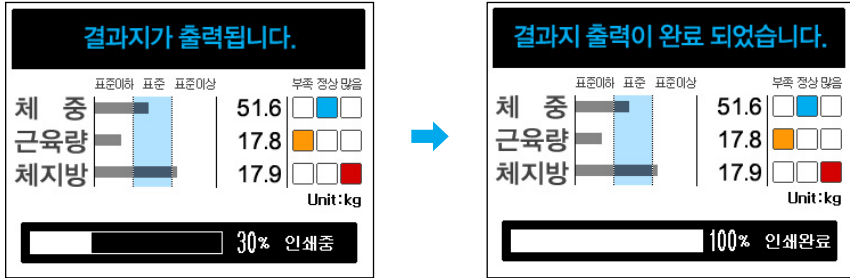 결과지가 출력됩니다.
표준이하 표준 표준이상 부족 정상 많음
체 중 51.6
근육량 17.8
체지방 17.9
Unit:kg
30% 인쇄중
결과지 출력이 완료 되었습니다.
표준이하 표준 표준이상 부족 정상 많음
체 중 51.6
근육량 17.8
체지방 17.9
Unit:kg
100% 인쇄완료